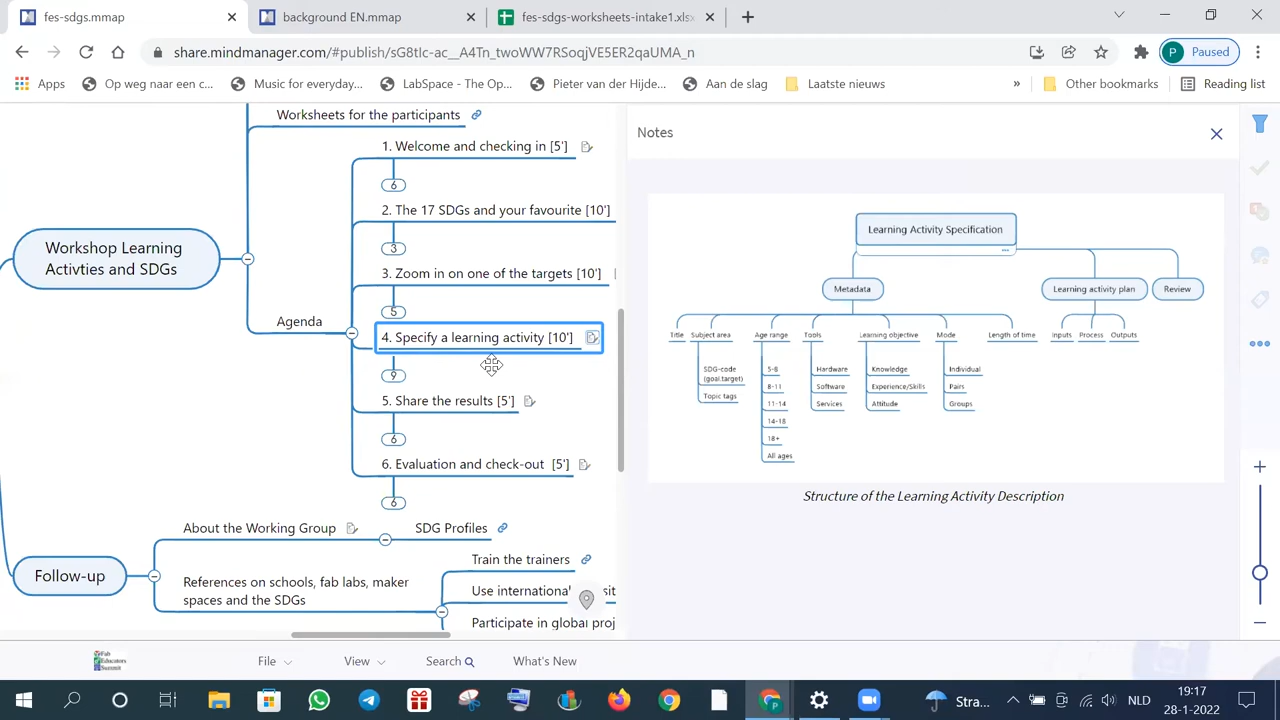 fes-sdgs.mmap
background EN.mmap
fes-sdgs-worksheets-intake1.xlsx
share.mindmanager.com/#publish/sG8tIc-ac__A4Tn_twoWW7RSoqjVE5ER2qaUMA_n
P
Paused
Apps
Op weg naar een c...
Music for everyday...
LabSpace - The Op...
Pieter van der Hijde...
Aan de slag
Laatste nieuws
»
Other bookmarks
Reading list
Worksheets for the participants
Workshop Learning
Activties and SDGs
Agenda
1. Welcome and checking in [5']
6
2. The 17 SDGs and your favourite [10']
3
3. Zoom in on one of the targets [10']
5
4. Specify a learning activity [10']
9
5. Share the results [5']
6
6. Evaluation and check-out [5']
6
Follow-up
About the Working Group
SDG Profiles
References on schools, fab labs, maker
spaces and the SDGs
Train the trainers
Use international
sit
Participate in global proj
Notes
Learning Activity Specification
Metadata
Learning activity plan
Review
Title
Subject area
Age range
Tools
Learning objective
Mode
Length of time
Inputs
Process
Outputs
SDG-code
(goal.target)
Topic tags
5-8
8-11
11-14
14-18
18+
All ages
Hardware
Software
Services
Knowledge
Experience/Skills
Attitude
Individual
Pairs
Groups
Structure of the Learning Activity Description
Fab
Educators
Summit
File
View
Search
What's New
Stra...
NLD
19:17
28-1-2022